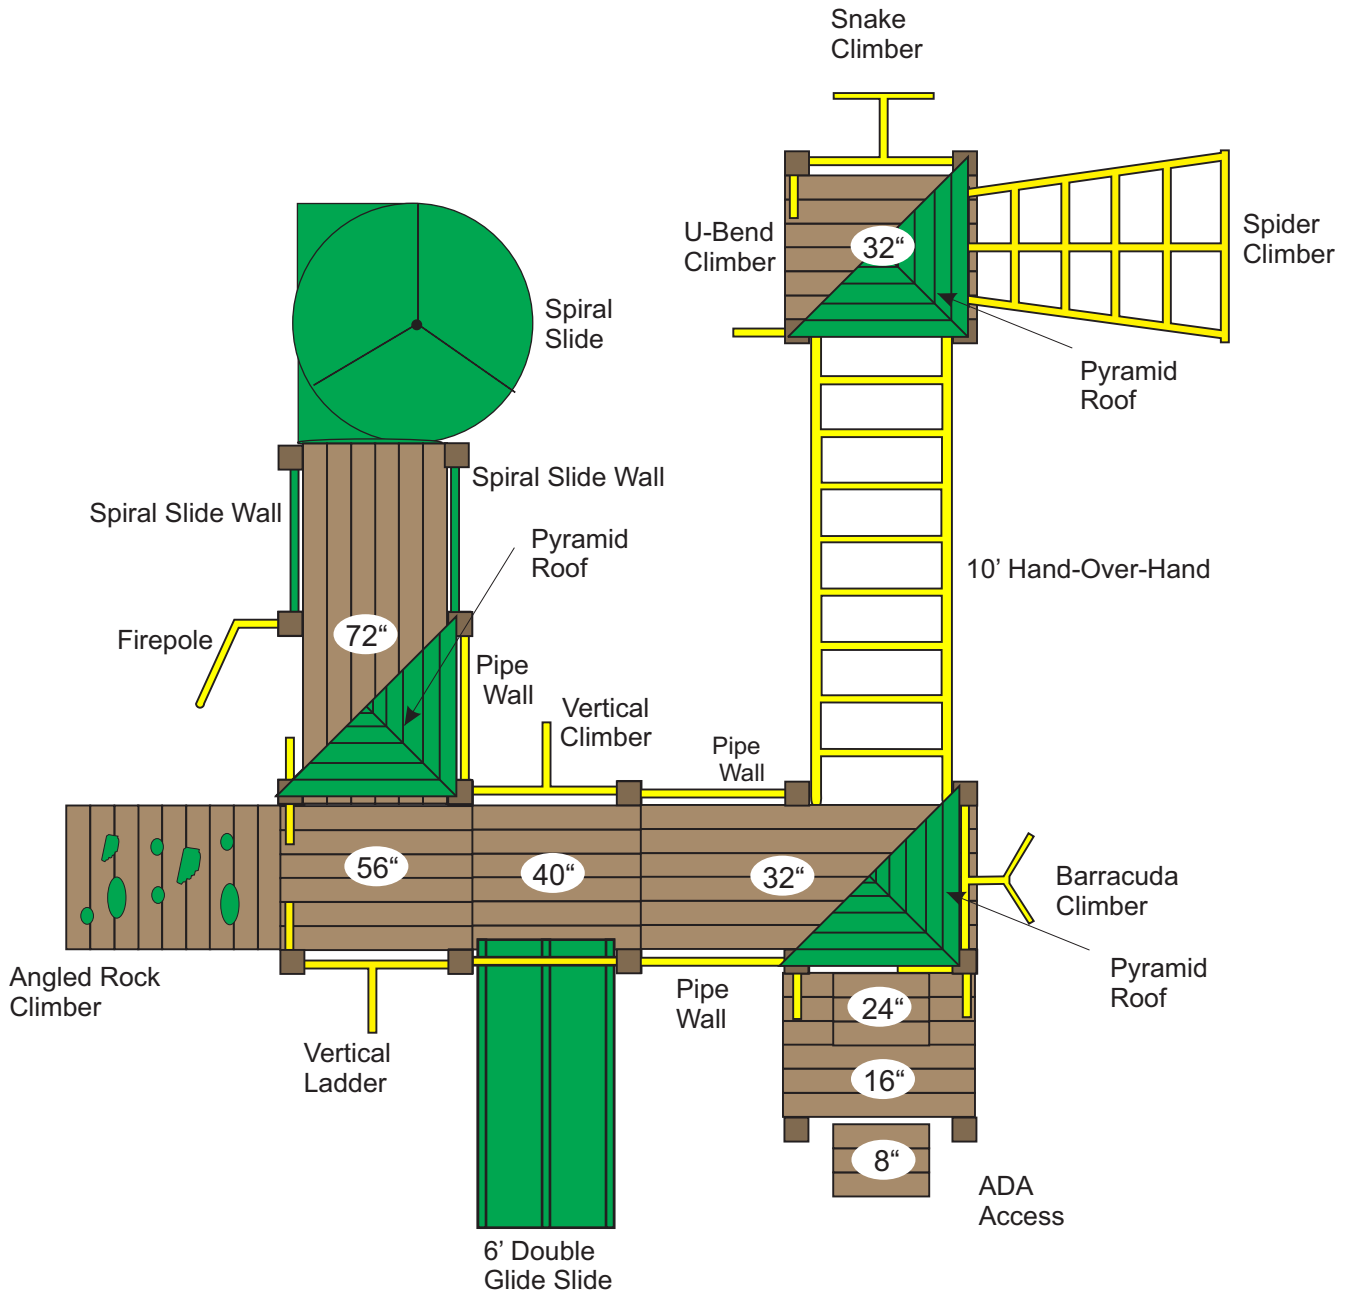 Snake
Climber
U-Bend
Climber
32“
Spider
Climber
Spiral
Slide
Pyramid
Roof
Spiral Slide Wall
Spiral Slide Wall
Pyramid
Roof
10’ Hand-Over-Hand
Firepole
72“
Pipe
Wall
Vertical
Climber
Pipe
Wall
56“
40“
32“
Barracuda
Climber
Angled Rock
Climber
Pipe
Wall
Pyramid
Roof
24“
Vertical
Ladder
16“
8“
ADA
Access
6’ Double
Glide Slide